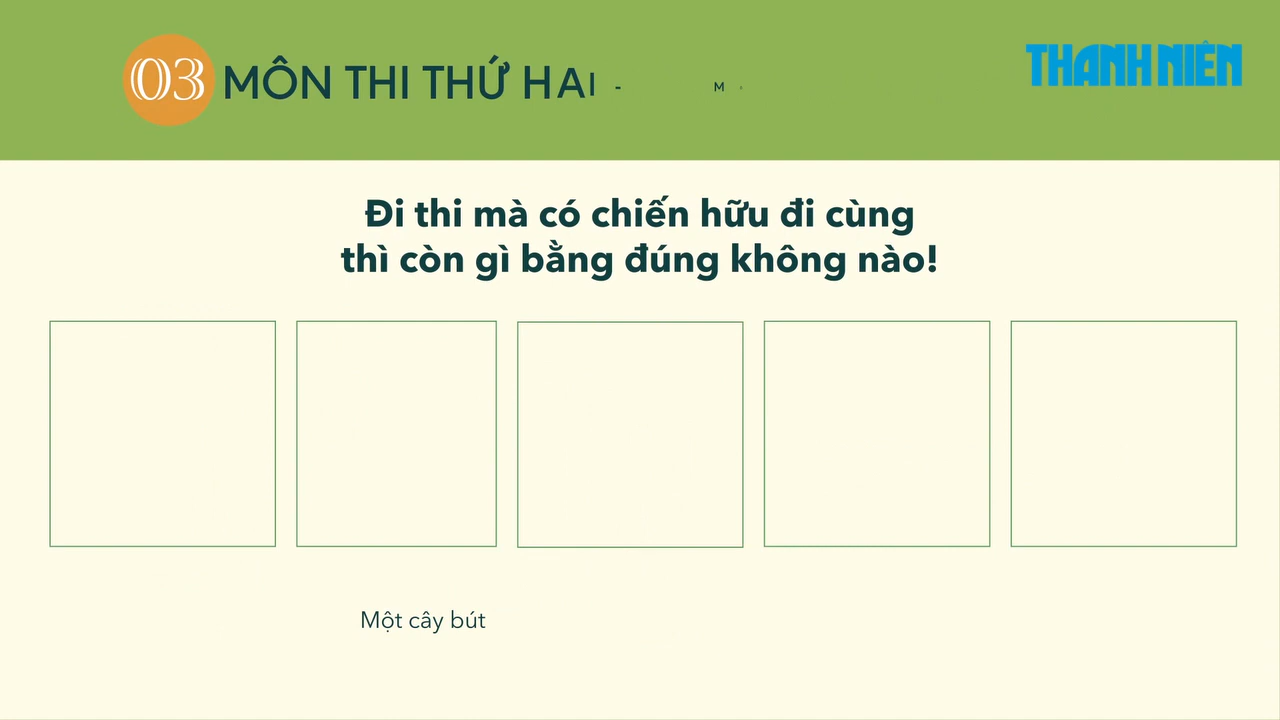 03 MÔN THI THỨ HAI - M
THANH NIÊN
Đi thi mà có chiến hữu đi cùng
thì còn gì bằng đúng không nào!
Một cây bút